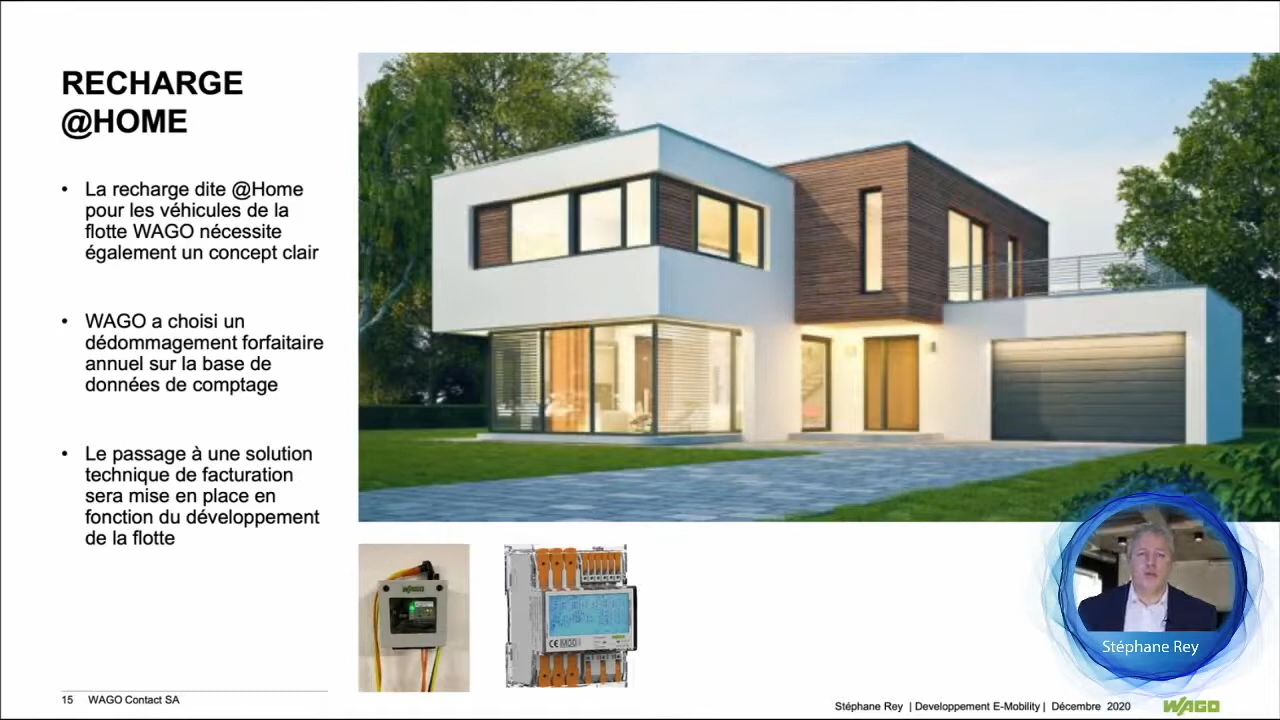 RECHARGE
@HOME
• La recharge dite @Home
pour les véhicules de la
flotte WAGO nécessite
également un concept clair
• WAGO a choisi un
dédommagement forfaitaire
annuel sur la base de
données de comptage
• Le passage à une solution
technique de facturation
sera mise en place en
fonction du développement
de la flotte
WAGO
CE MOD
Stéphane Rey
15 WAGO Contact SA
Stéphane Rey | Developpement E-Mobility | Décembre 2020
WAGO